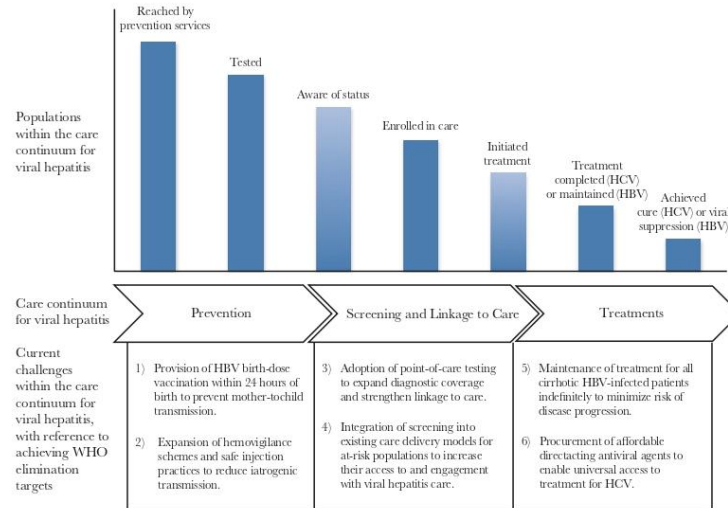 Reached by
prevention services
Tested
Aware of status
Enrolled in care
Initiated
treatment
Treatment
completed (HCV)
or maintained (HBV)
Achieved
cure (HCV) or viral
suppression (HBV)
Populations
within the care
continuum for
viral hepatitis
Care continuum
for viral hepatitis
Prevention
Screening and Linkage to Care
Treatments
Current
challenges
within the care
continuum for
viral hepatitis,
with reference to
achieving WHO
elimination
targets
1) Provision of HBV birth-dose
vaccination within 24 hours of
birth to prevent mother-tochild
transmission.
2) Expansion of hemovigilance
schemes and safe injection
practices to reduce iatrogenic
transmission.
3) Adoption of point-of-care testing
to expand diagnostic coverage
and strengthen linkage to care.
4) Integration of screening into
existing care delivery models for
at-risk populations to increase
their access to and engagement
with viral hepatitis care.
5) Maintenance of treatment for all
cirrhotic HBV-infected patients
indefinitely to minimize risk of
disease progression.
6) Procurement of affordable
directacting antiviral agents to
enable universal access to
treatment for HCV.